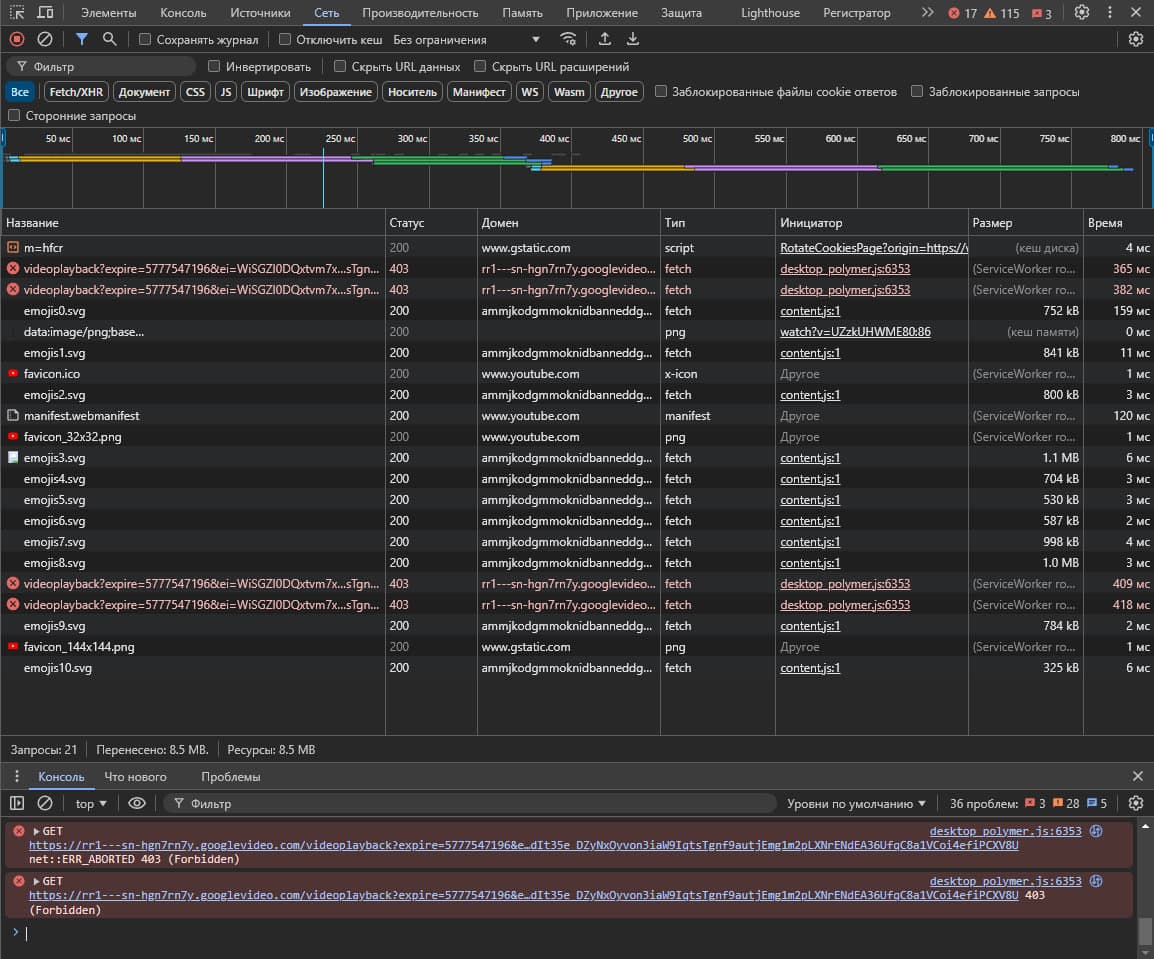 Элементы Консоль Источники Сеть Производительность Память Приложение Защита Lighthouse Регистратор 17 115 3
Сохранять журнал Отключить кеш Без ограничения
Фильтр Инвертировать Скрыть URL данных Скрыть URL расширений
Все Fetch/XHR Документ CSS JS Шрифт Изображение Носитель Манифест WS Wasm Другое Заблокированные файлы cookie ответов Заблокированные запросы
Сторонние запросы
50 мс 100 мс 150 мс 200 мс 250 мс 300 мс 350 мс 400 мс 450 мс 500 мс 550 мс 600 мс 650 мс 700 мс 750 мс 800 мс
Название Статус Домен Тип Инициатор Размер Время
m=hfcr 200 www.gstatic.com script RotateCookiesPage?origin=https://y (кеш диска) 4 мс
videoplayback?expire=5777547196&ei=WiSGZI0DQxtvm7x...sTgn... 403 rr1---sn-hgn7rn7y.googlevideo... fetch desktop_polymer.js:6353 (ServiceWorker ro... 365 мс
videoplayback?expire=5777547196&ei=WiSGZI0DQxtvm7x...sTgn... 403 rr1---sn-hgn7rn7y.googlevideo... fetch desktop_polymer.js:6353 (ServiceWorker ro... 382 мс
emojis0.svg 200 fetch content.js:1 752 kB 159 мс
data:image/png;base... 200 png watch?v=UZzkUHWME80:86 (кеш памяти) 0 мс
emojis1.svg 200 ammjkodgmmoknidbanneddg... fetch content.js:1 841 kB 11 мс
favicon.ico 200 www.youtube.com x-icon Другое (ServiceWorker ro... 1 мс
emojis2.svg 200 ammjkodgmmoknidbanneddg... fetch content.js:1 800 kB 3 мс
manifest.webmanifest 200 www.youtube.com manifest Другое (ServiceWorker ro... 120 мс
favicon_32x32.png 200 www.youtube.com png Другое (ServiceWorker ro... 1 мс
emojis3.svg 200 ammjkodgmmoknidbanneddg... fetch content.js:1 1.1 MB 6 мс
emojis4.svg 200 ammjkodgmmoknidbanneddg... fetch content.js:1 704 kB 3 мс
emojis5.svg 200 ammjkodgmmoknidbanneddg... fetch content.js:1 530 kB 3 мс
emojis6.svg 200 ammjkodgmmoknidbanneddg... fetch content.js:1 587 kB 2 мс
emojis7.svg 200 ammjkodgmmoknidbanneddg... fetch content.js:1 998 kB 4 мс
emojis8.svg 200 ammjkodgmmoknidbanneddg... fetch content.js:1 1.0 MB 3 мс
videoplayback?expire=5777547196&ei=WiSGZI0DQxtvm7x...sTgn... 403 rr1---sn-hgn7rn7y.googlevideo... fetch desktop_polymer.js:6353 (ServiceWorker ro... 409 мс
videoplayback?expire=5777547196&ei=WiSGZI0DQxtvm7x...sTgn... 403 rr1---sn-hgn7rn7y.googlevideo... fetch desktop_polymer.js:6353 (ServiceWorker ro... 418 мс
emojis9.svg 200 ammjkodgmmoknidbanneddg... fetch content.js:1 784 kB 2 мс
favicon_144x144.png 200 www.gstatic.com png Другое (ServiceWorker ro... 1 мс
emojis10.svg 200 ammjkodgmmoknidbanneddg... fetch content.js:1 325 kB 6 мс
Запросы: 21 Перенесено: 8.5 MB. Ресурсы: 8.5 MB
Консоль Что нового Проблемы
top Фильтр Уровни по умолчанию 36 проблем: 3 28 5
GET desktop_polymer.js:6353
https://rr1---sn-hgn7rn7y.googlevideo.com/videoplayback?expire=5777547196&e…dIt35e_DZyNxOyvon3iaW9IqtsTgnf9autjEmg1m2pLXNrENdEA36UfqC8a1VCoi4efiPCXV8U
net::ERR_ABORTED 403 (Forbidden)
GET desktop_polymer.js:6353
https://rr1---sn-hgn7rn7y.googlevideo.com/videoplayback?expire=5777547196&e…dIt35e_DZyNxOyvon3iaW9IqtsTgnf9autjEmg1m2pLXNrENdEA36UfqC8a1VCoi4efiPCXV8U 403
(Forbidden)